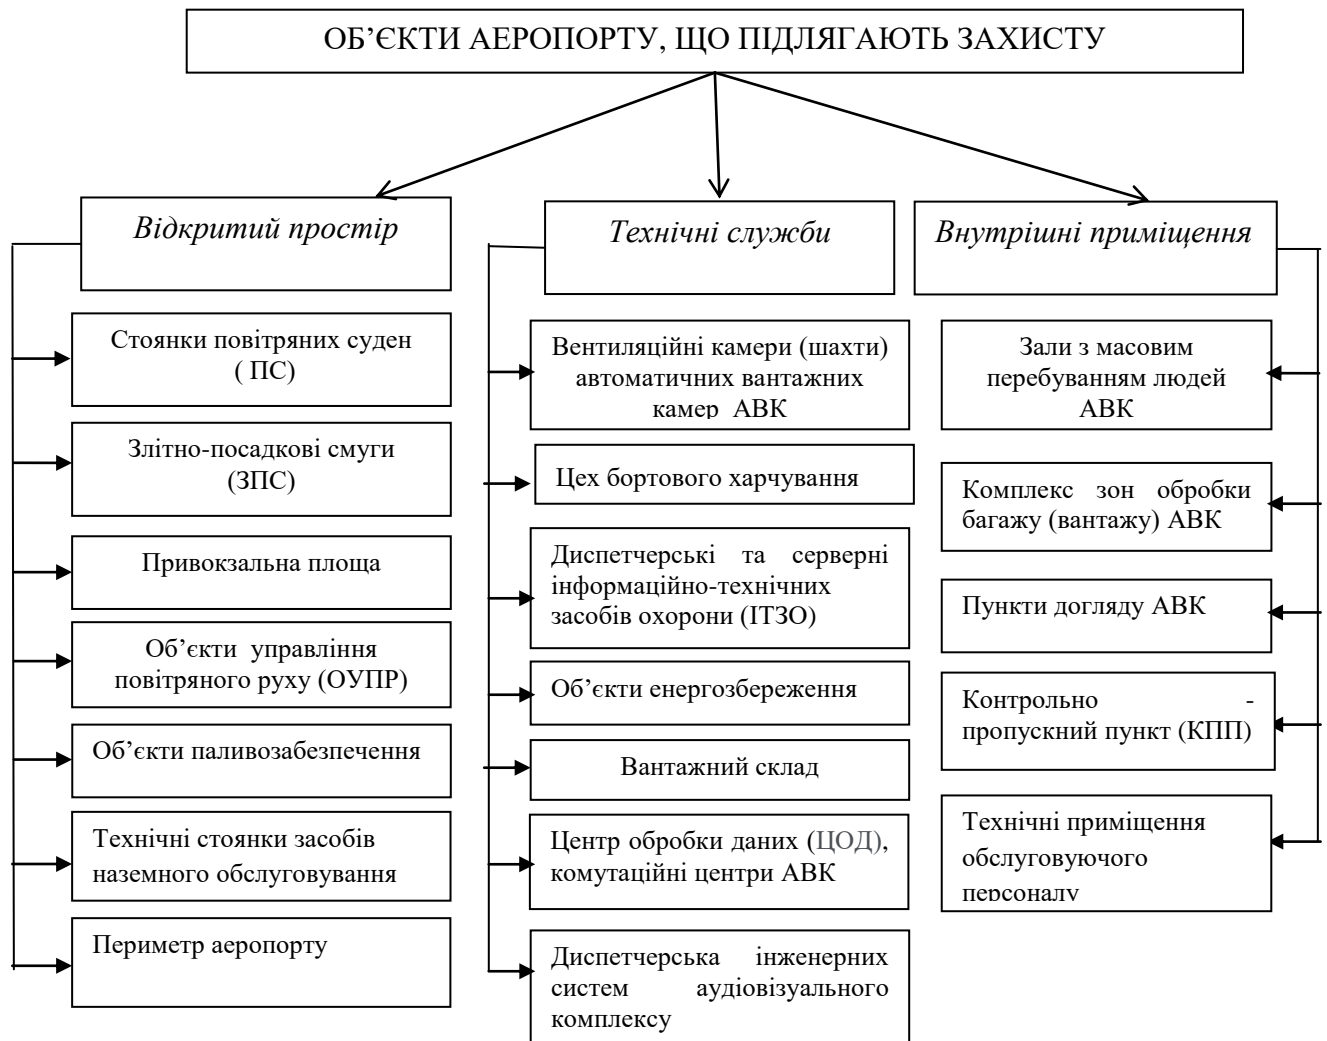 ОБ’ЄКТИ АЕРОПОРТУ, ЩО ПІДЛЯГАЮТЬ ЗАХИСТУ
Відкритий простір
Стоянки повітряних суден
( ПС)
Злітно-посадкові смуги
(ЗПС)
Привокзальна площа
Об’єкти управління
повітряного руху (ОУПР)
Об’єкти паливозабезпечення
Технічні стоянки засобів
наземного обслуговування
Периметр аеропорту
Технічні служби
Вентиляційні камери (шахти)
автоматичних вантажних
камер АВК
Цех бортового харчування
Диспетчерські та серверні
інформаційно-технічних
засобів охорони (ІТЗО)
Об’єкти енергозбереження
Вантажний склад
Центр обробки даних (ЦОД),
комутаційні центри АВК
Диспетчерська інженерних
систем аудіовізуального
комплексу
Внутрішні приміщення
Зали з масовим
перебуванням людей
АВК
Комплекс зон обробки
багажу (вантажу) АВК
Пункти догляду АВК
Контрольно -
пропускний пункт (КПП)
Технічні приміщення
обслуговуючого
персоналу